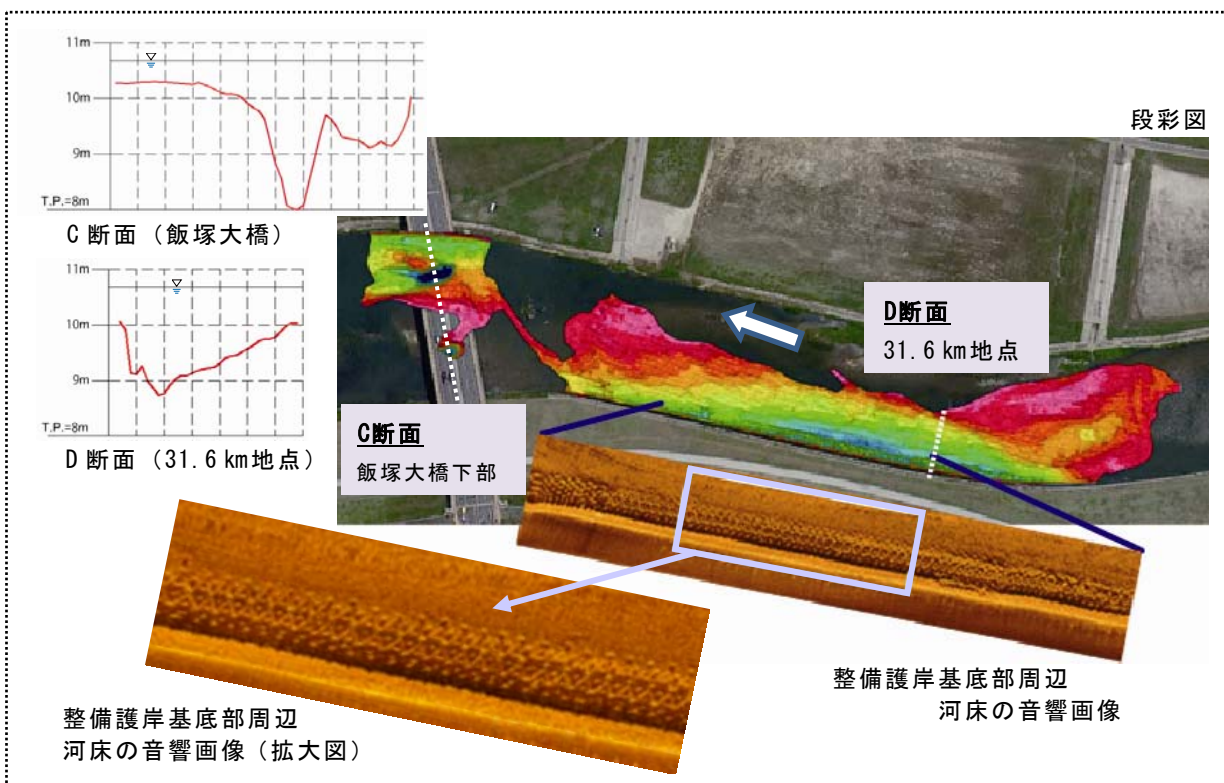 11m
10m
9m
T.P.=8m
C断面（飯塚大橋）
11m
10m
9m
T.P.=8m
D断面（31.6km地点）
段彩図
D断面
31.6km地点
C断面
飯塚大橋下部
整備護岸基底部周辺
河床の音響画像
整備護岸基底部周辺
河床の音響画像（拡大図）